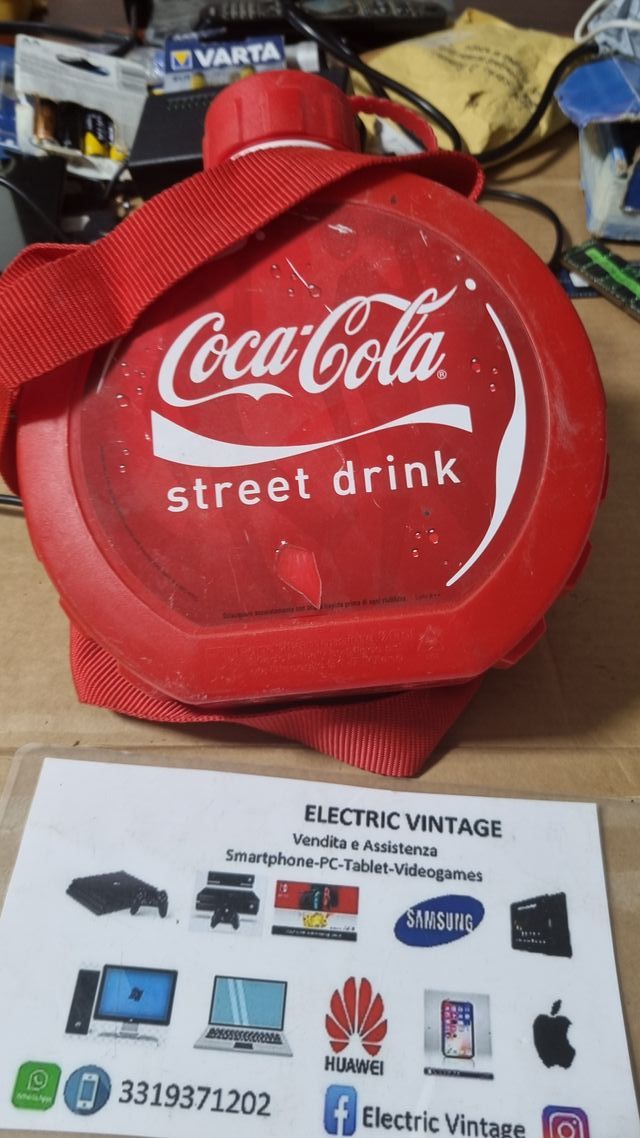 VARTA
Coca-Cola
®
street drink
ELECTRIC VINTAGE
Vendita e Assistenza
Smartphone-PC-Tablet-Videogames
SAMSUNG
HUAWEI
3319371202
Electric Vintage